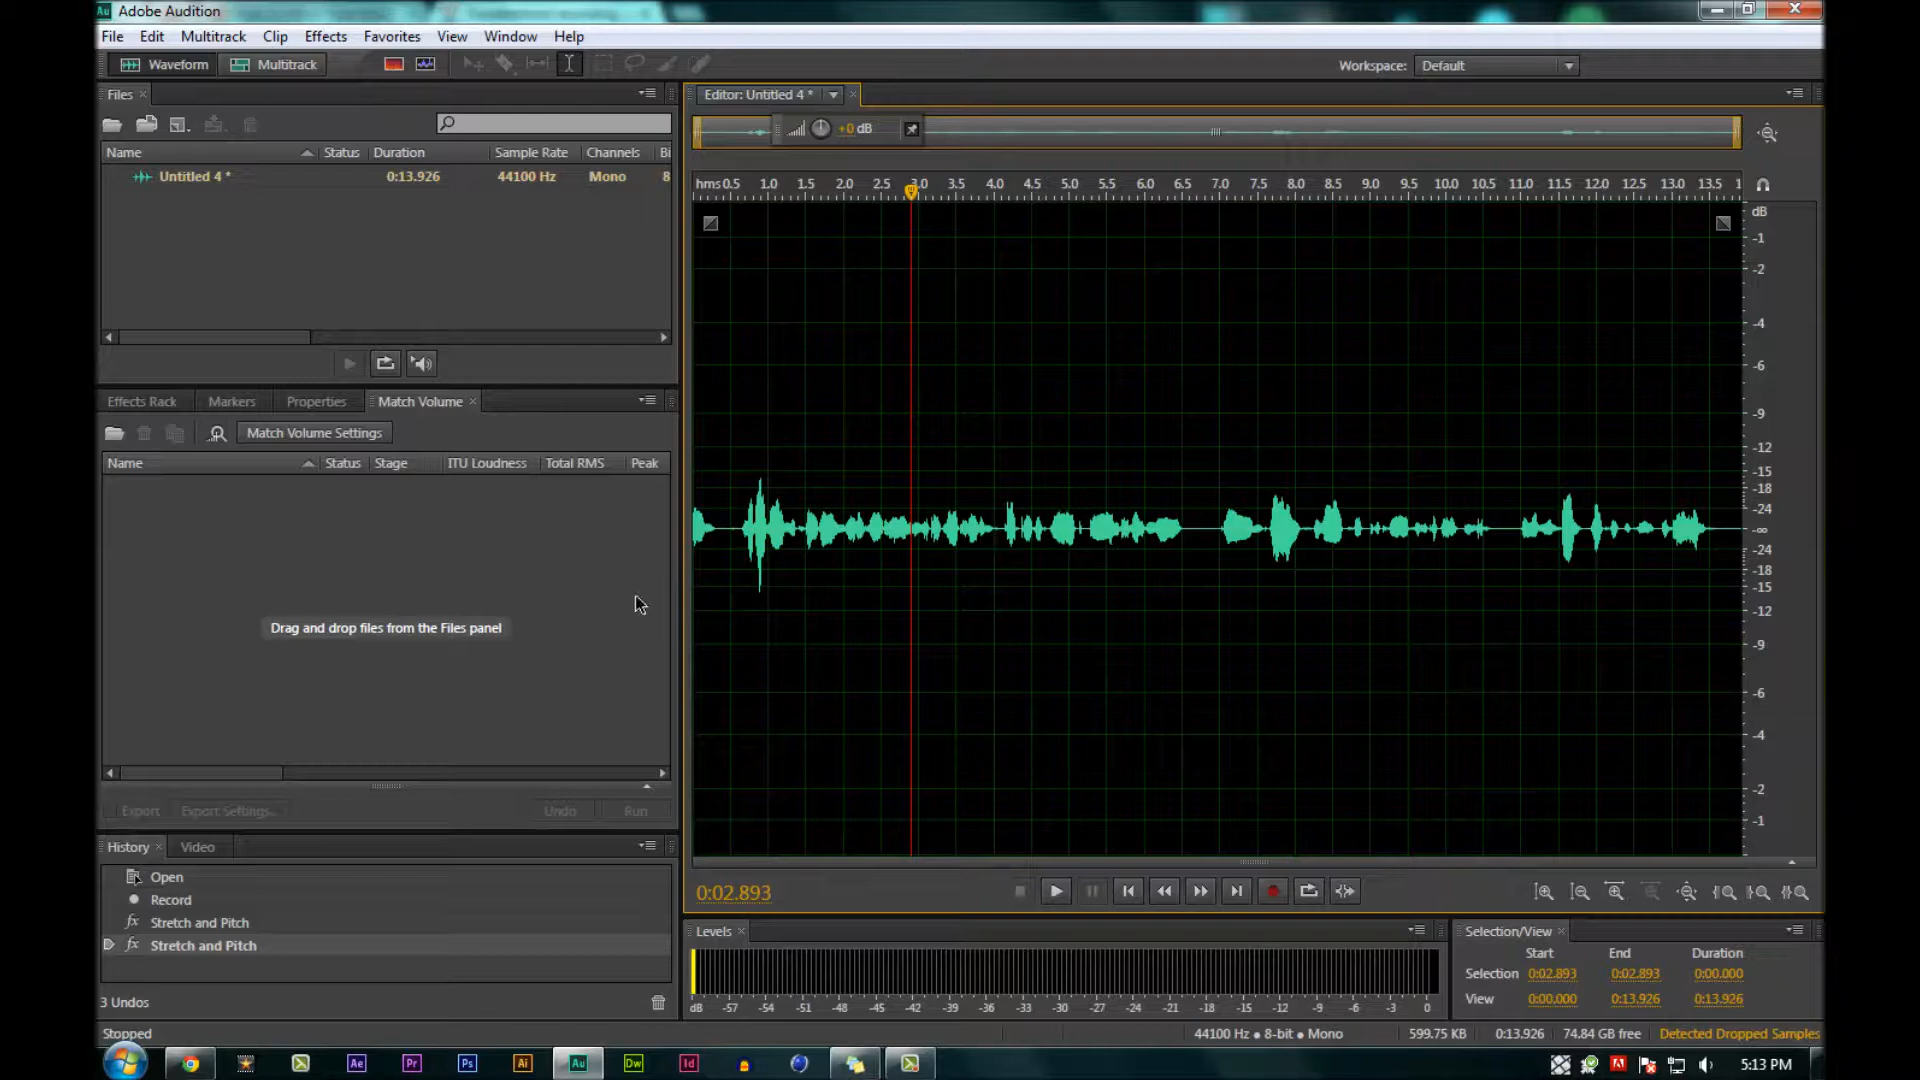 Au Adobe Audition
File Edit Multitrack Clip Effects Favorites View Window Help
Waveform Multitrack Workspace: Default
Files
Editor: Untitled 4 *
+0 dB
Name Status Duration Sample Rate Channels Bi
Untitled 4 * 0:13.926 44100 Hz Mono 8
hms 0.5 1.0 1.5 2.0 2.5 3.0 3.5 4.0 4.5 5.0 5.5 6.0 6.5 7.0 7.5 8.0 8.5 9.0 9.5 10.0 10.5 11.0 11.5 12.0 12.5 13.0 13.5 1
dB
-1
-2
-4
-6
-9
-12
-15
-18
-24
-∞
-24
-18
-15
-12
-9
-6
-4
-2
-1
Effects Rack Markers Properties Match Volume
Match Volume Settings
Name Status Stage ITU Loudness Total RMS Peak
Drag and drop files from the Files panel
Export Export Settings... Undo Run
History Video
Open
Record
fx Stretch and Pitch
fx Stretch and Pitch
3 Undos
Stopped
0:02.893
Levels
dB -57 -54 -51 -48 -45 -42 -39 -36 -33 -30 -27 -24 -21 -18 -15 -12 -9 -6 -3 0
Selection/View
Start End Duration
Selection 0:02.893 0:02.893 0:00.000
View 0:00.000 0:13.926 0:13.926
44100 Hz ● 8-bit ● Mono 599.75 KB 0:13.926 74.84 GB free Detected Dropped Samples
Ae Pr Ps Ai Au Dw Id 5:13 PM